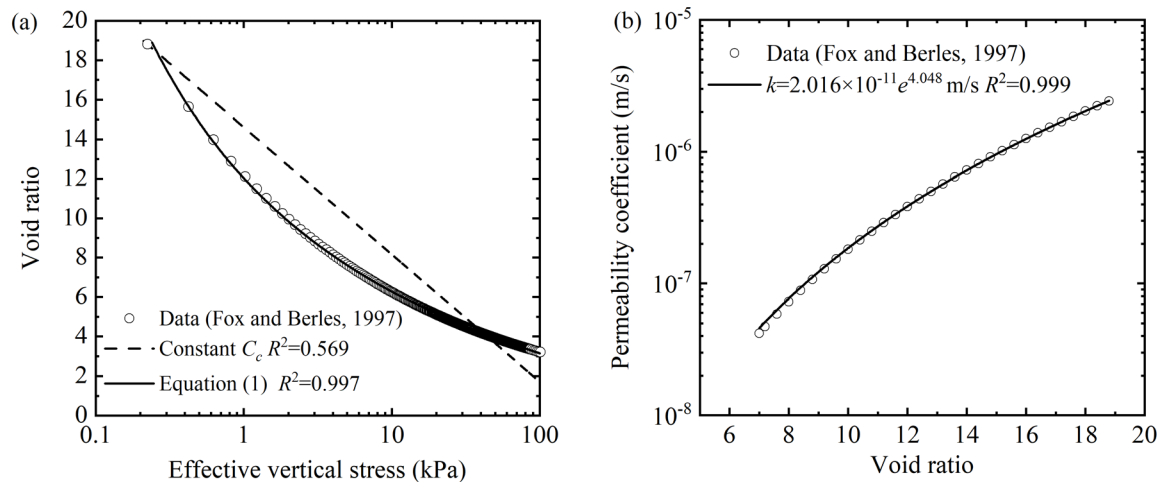 (a)
20
18
16
14
12
10
8
6
4
2
0
Void ratio
Data (Fox and Berles, 1997)
Constant C_c R²=0.569
Equation (1) R²=0.997
0.1 1 10 100
Effective vertical stress (kPa)
(b)
10⁻⁵
10⁻⁶
10⁻⁷
10⁻⁸
Permeability coefficient (m/s)
Data (Fox and Berles, 1997)
k=2.016×10⁻¹¹e⁴·⁰⁴⁸ m/s R²=0.999
6 8 10 12 14 16 18 20
Void ratio